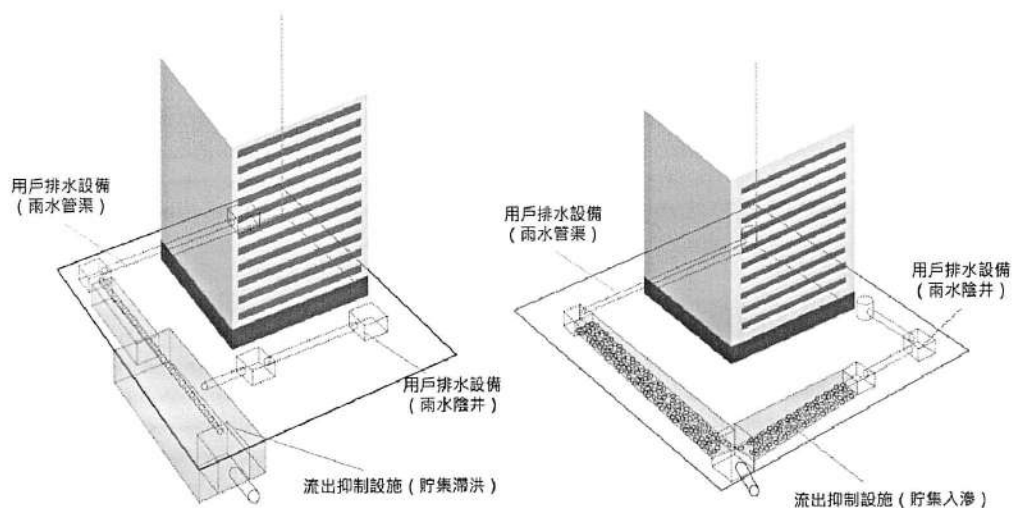 用戶排水設備
（雨水管渠）
用戶排水設備
（雨水陰井）
流出抑制設施（貯集滯洪）
用戶排水設備
（雨水管渠）
用戶排水設備
（雨水陰井）
流出抑制設施（貯集入滲）